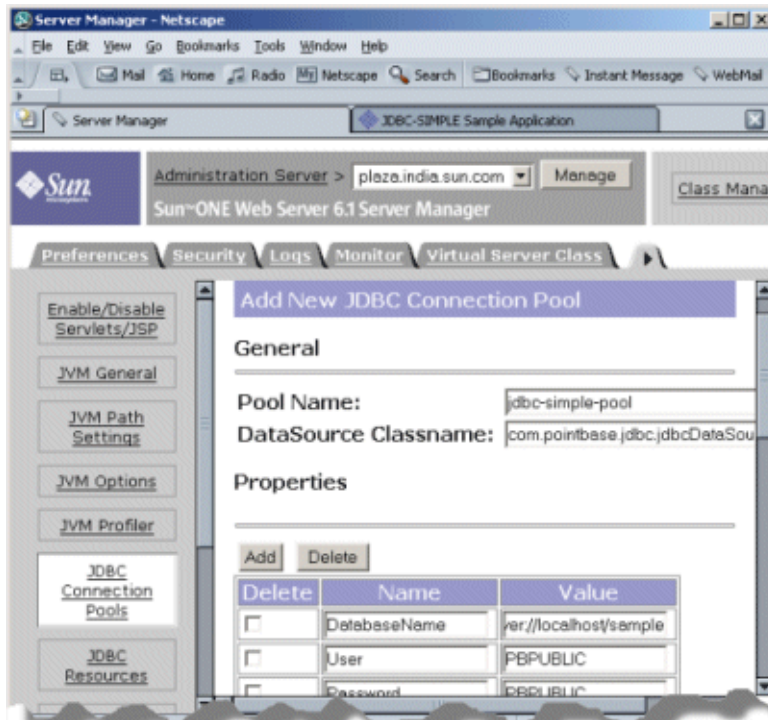 Server Manager - Netscape
File Edit View Go Bookmarks Tools Window Help
Mail Home Radio My Netscape Search Bookmarks Instant Message WebMail
Server Manager JDBC-SIMPLE Sample Application
Sun
microsystems
Administration Server > plaza.india.sun.com Manage
Class Mana
Sun ONE Web Server 6.1 Server Manager
Preferences Security Logs Monitor Virtual Server Class
Enable/Disable
Servlets/JSP
JVM General
JVM Path
Settings
JVM Options
JVM Profiler
JDBC
Connection
Pools
JDBC
Resources
Add New JDBC Connection Pool
General
Pool Name: jdbc-simple-pool
DataSource Classname: com.pointbase.jdbc.jdbcDataSou
Properties
Add Delete
Delete Name Value
DatabaseName ver://localhost/sample
User PBPUBLIC
Password PBPUBLIC